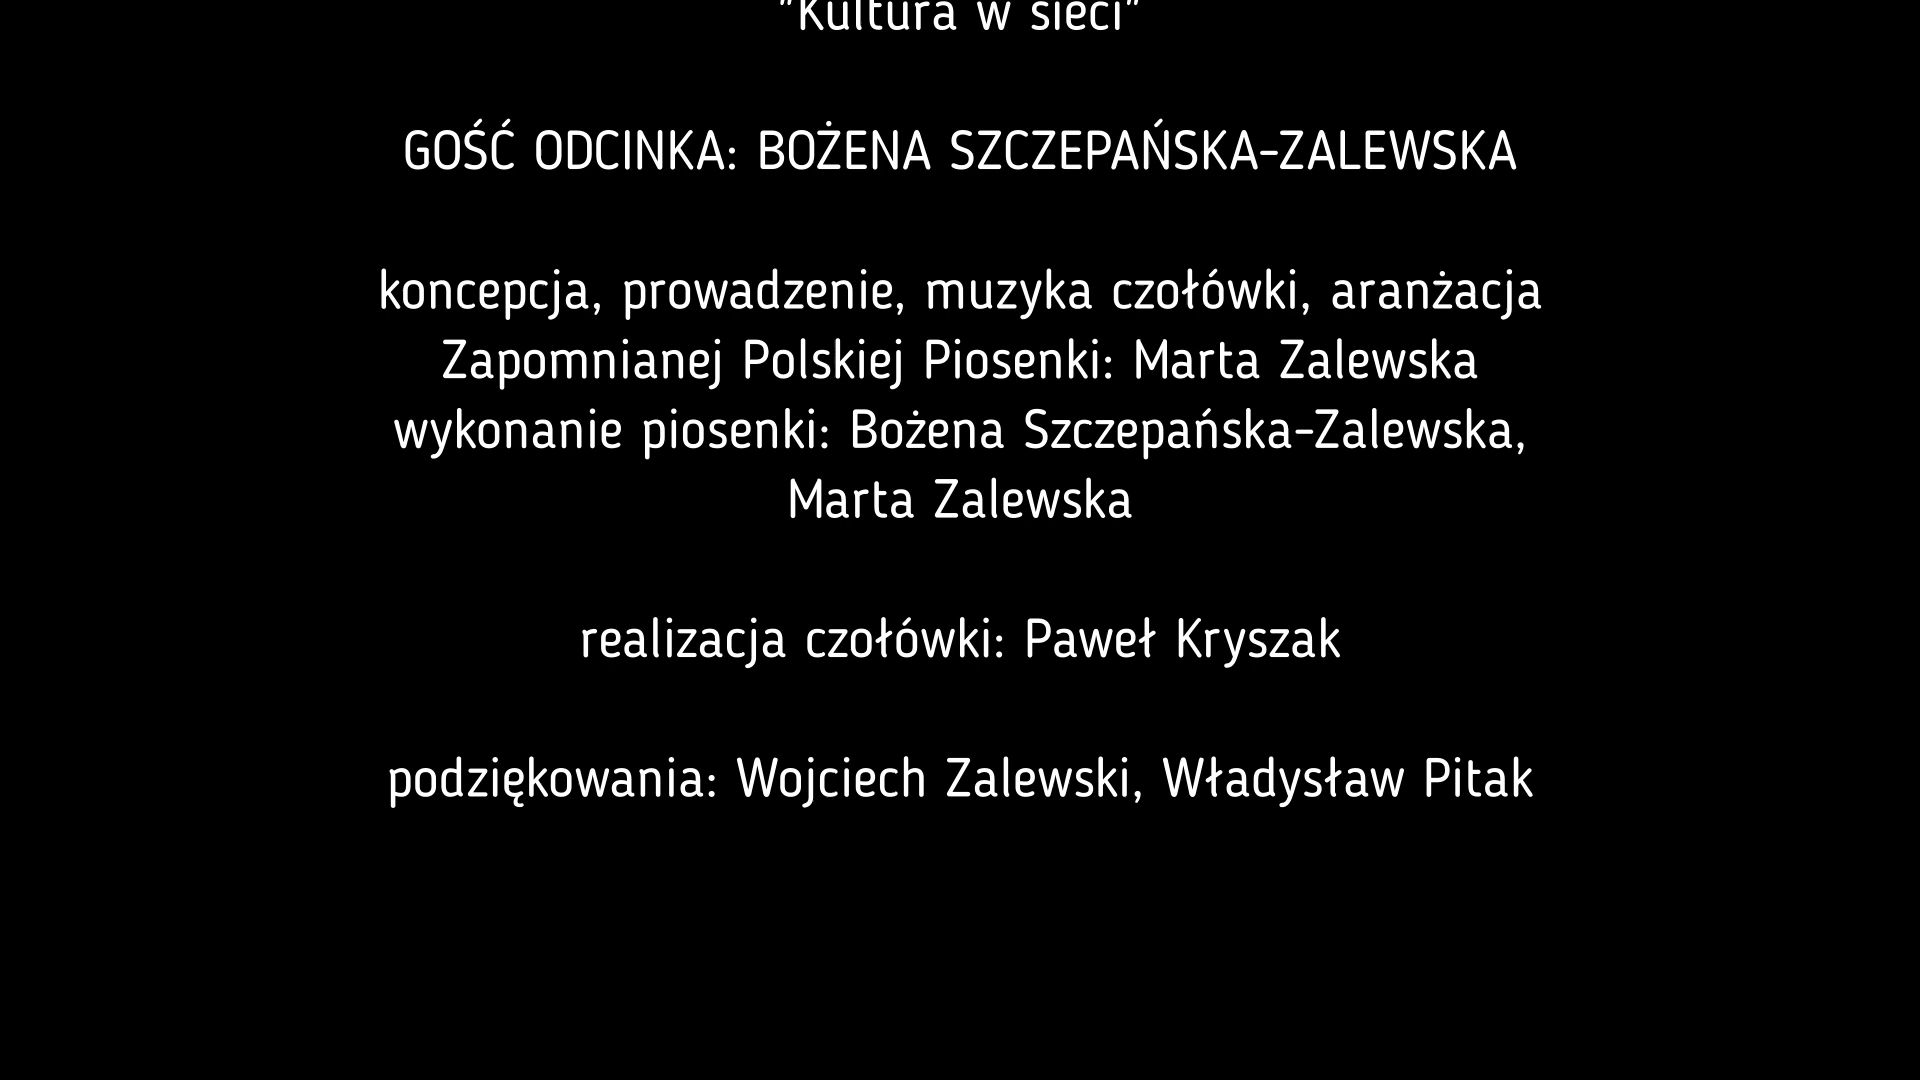 "Kultura w sieci"
GOŚĆ ODCINKA: BOŻENA SZCZEPAŃSKA-ZALEWSKA
koncepcja, prowadzenie, muzyka czołówki, aranżacja
Zapomnianej Polskiej Piosenki: Marta Zalewska
wykonanie piosenki: Bożena Szczepańska-Zalewska,
Marta Zalewska
realizacja czołówki: Paweł Kryszak
podziękowania: Wojciech Zalewski, Władysław Pitak